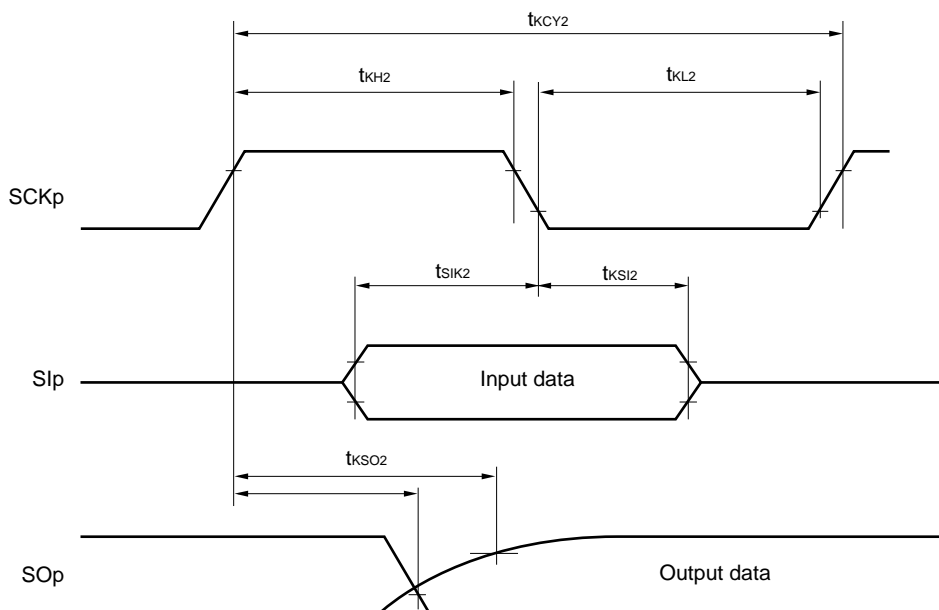 tKCY2
tKH2
tKL2
SCKp
tSIK2
tKSI2
SIp
Input data
tKSO2
SOp
Output data